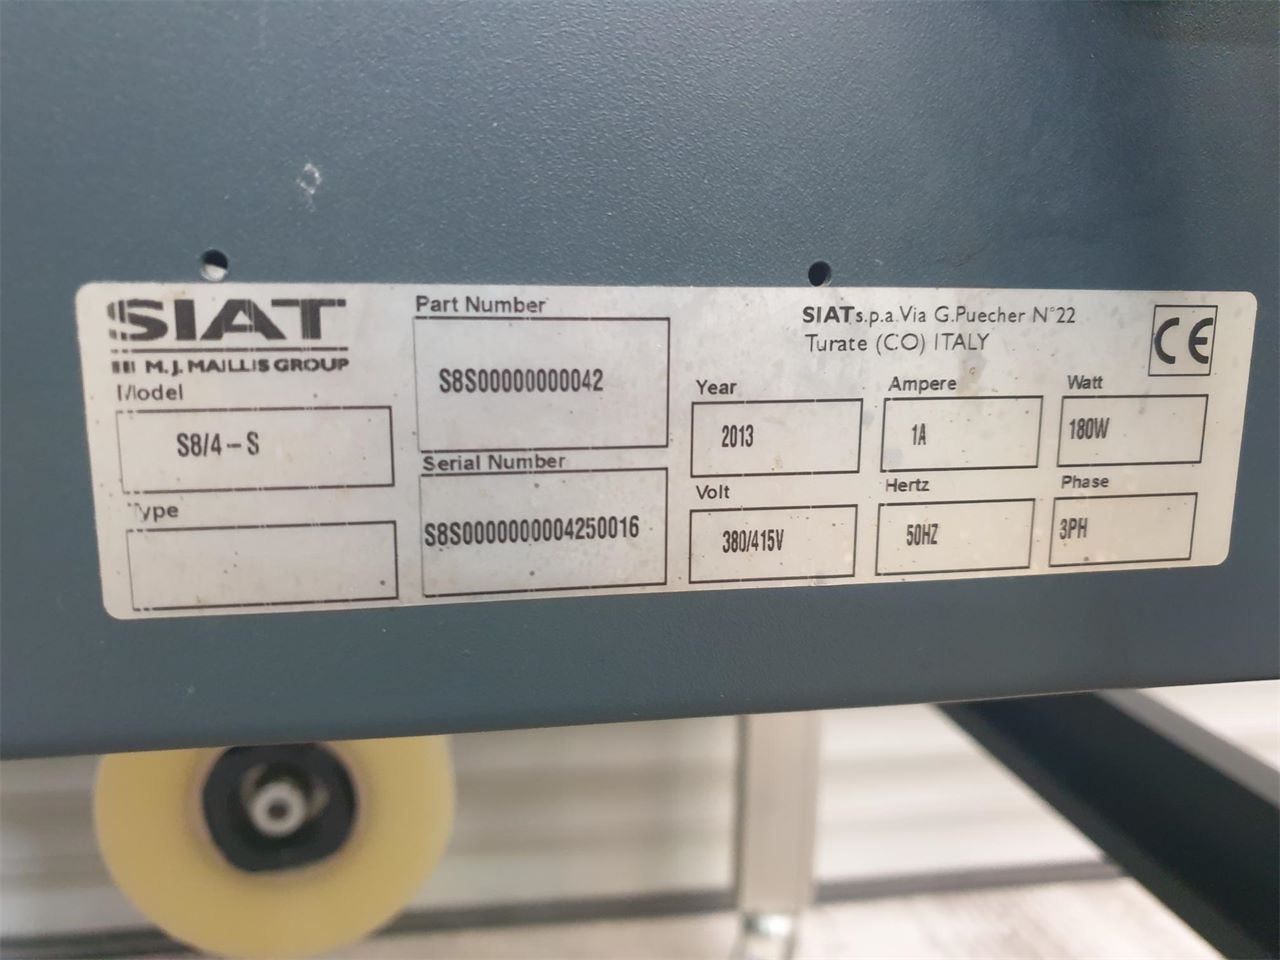 SIAT
M.J. MAILLIS GROUP
Model
S8/4-S
Type
Part Number
S8S00000000042
Serial Number
S8S0000000004250016
SIAT s.p.a. Via G.Puecher N°22
Turate (CO) ITALY
CE
Year
2013
Ampere
1A
Watt
180W
Volt
380/415V
Hertz
50HZ
Phase
3PH